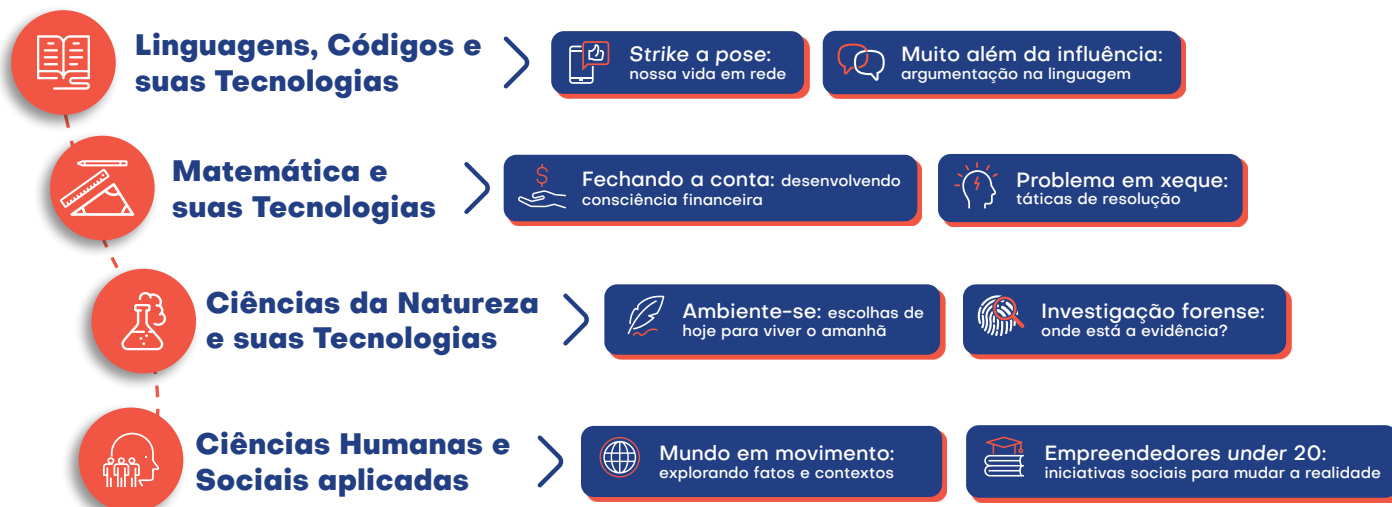 Linguagens, Códigos e
suas Tecnologias
Strike a pose:
nossa vida em rede
Muito além da influência:
argumentação na linguagem
Matemática e
suas Tecnologias
$
Fechando a conta: desenvolvendo
consciência financeira
Problema em xeque:
táticas de resolução
Ciências da Natureza
e suas Tecnologias
Ambiente-se: escolhas de
hoje para viver o amanhã
Investigação forense:
onde está a evidência?
Ciências Humanas e
Sociais aplicadas
Mundo em movimento:
explorando fatos e contextos
Empreendedores under 20:
iniciativas sociais para mudar a realidade